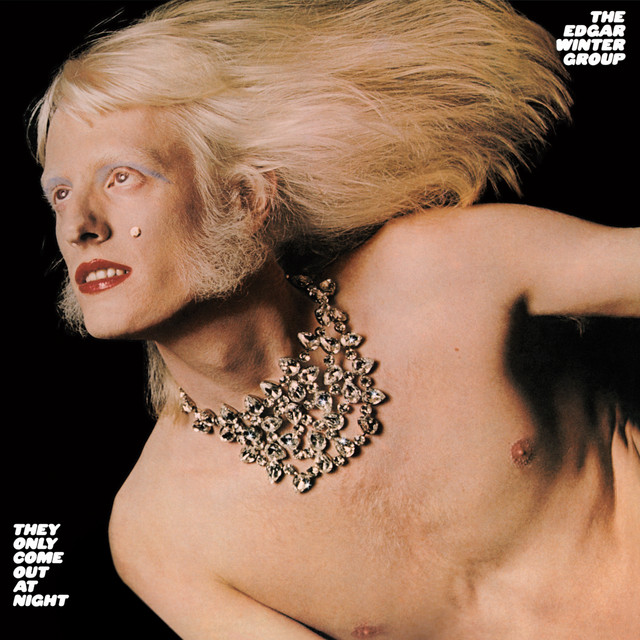 THE
EDGAR
WINTER
GROUP
THEY
ONLY
COME
OUT
AT
NIGHT